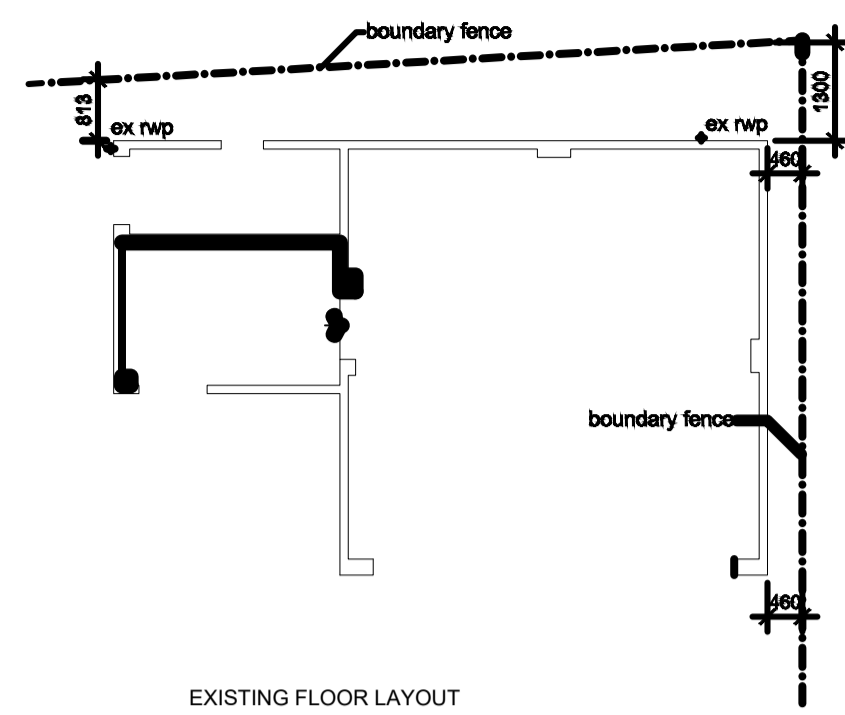 boundary fence
813
1300
ex rwp
ex rwp
460
boundary fence
460
EXISTING FLOOR LAYOUT